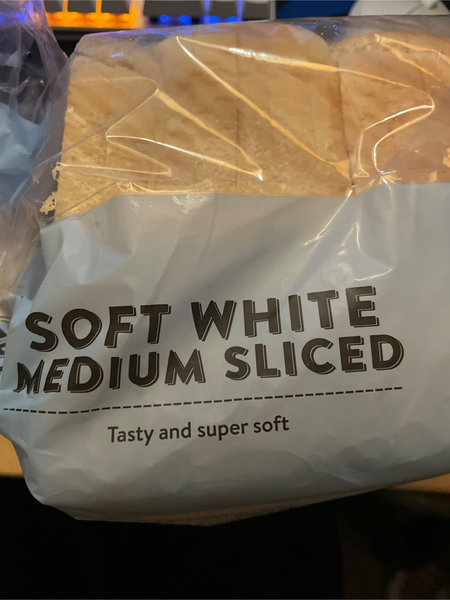 SOFT WHITE
MEDIUM SLICED
Tasty and super soft